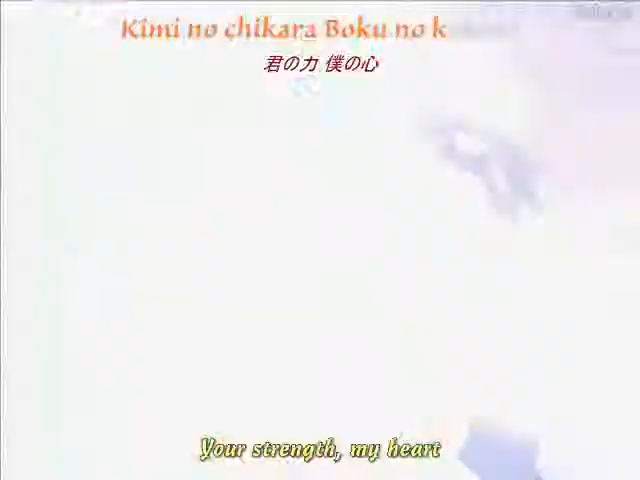 Kimi no chikara Boku no k
君の力 僕の心
Your strength, my heart